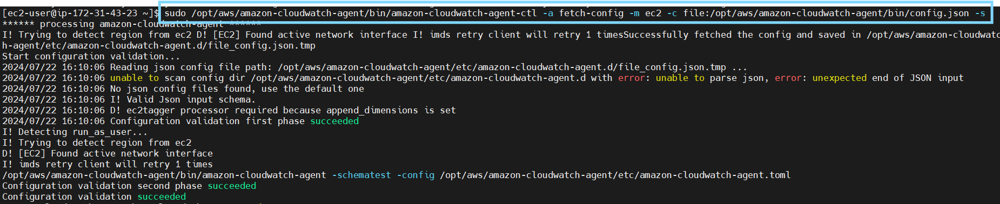 [ec2-user@ip-172-31-43-23 ~]$ sudo /opt/aws/amazon-cloudwatch-agent/bin/amazon-cloudwatch-agent-ctl -a fetch-config -m ec2 -c file:/opt/aws/amazon-cloudwatch-agent/bin/config.json -s
****** processing amazon-cloudwatch-agent ******
I! Trying to detect region from ec2 D! [EC2] Found active network interface I! imds retry client will retry 1 timesSuccessfully fetched the config and saved in /opt/aws/amazon-cloudwatc
h-agent/etc/amazon-cloudwatch-agent.d/file_config.json.tmp
Start configuration validation...
2024/07/22 16:10:06 Reading json config file path: /opt/aws/amazon-cloudwatch-agent/etc/amazon-cloudwatch-agent.d/file_config.json.tmp ...
2024/07/22 16:10:06 unable to scan config dir /opt/aws/amazon-cloudwatch-agent/etc/amazon-cloudwatch-agent.d with error: unable to parse json, error: unexpected end of JSON input
2024/07/22 16:10:06 No json config files found, use the default one
2024/07/22 16:10:06 I! Valid Json input schema.
2024/07/22 16:10:06 D! ec2tagger processor required because append_dimensions is set
2024/07/22 16:10:06 Configuration validation first phase succeeded
I! Detecting run_as_user...
I! Trying to detect region from ec2
D! [EC2] Found active network interface
I! imds retry client will retry 1 times
/opt/aws/amazon-cloudwatch-agent/bin/amazon-cloudwatch-agent -schematest -config /opt/aws/amazon-cloudwatch-agent/etc/amazon-cloudwatch-agent.toml
Configuration validation second phase succeeded
Configuration validation succeeded